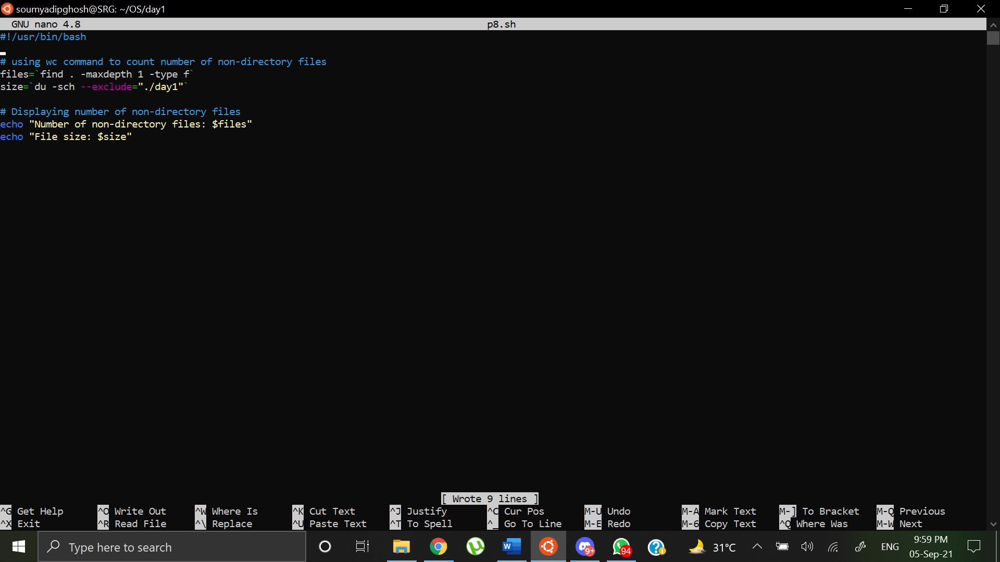 soumyadipghosh@SRG: ~/OS/day1
GNU nano 4.8 p8.sh
#!/usr/bin/bash
# using wc command to count number of non-directory files
files=`find . -maxdepth 1 -type f`
size=`du -sch --exclude="./day1"`
# Displaying number of non-directory files
echo "Number of non-directory files: $files"
echo "File size: $size"
[ Wrote 9 lines ]
^G Get Help ^O Write Out ^W Where Is ^K Cut Text ^J Justify ^C Cur Pos M-U Undo M-A Mark Text M-] To Bracket M-Q Previous
^X Exit ^R Read File ^\ Replace ^U Paste Text ^T To Spell ^_ Go To Line M-E Redo M-6 Copy Text ^Q Where Was M-W Next
Type here to search W 9+ 94 31°C ENG 9:59 PM
05-Sep-21